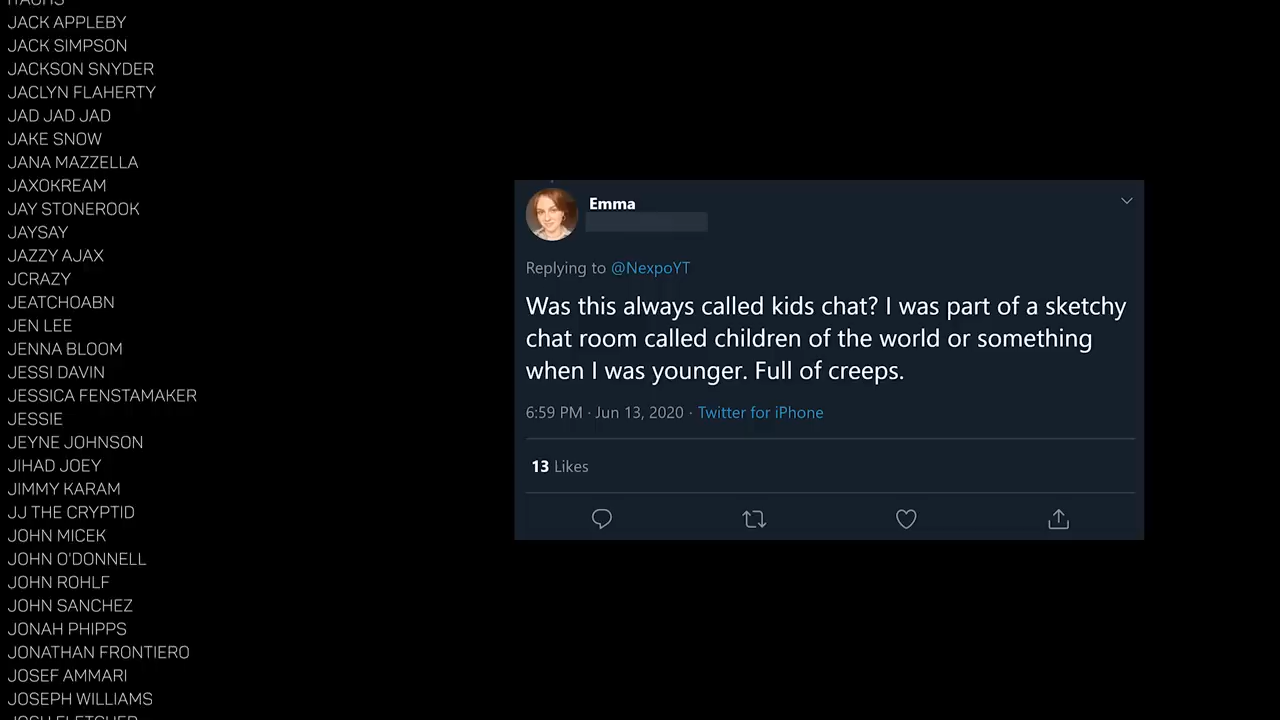 JACK APPLEBY
JACK SIMPSON
JACKSON SNYDER
JACLYN FLAHERTY
JAD JAD JAD
JAKE SNOW
JANA MAZZELLA
JAXOKREAM
JAY STONEROOK
JAYSAY
JAZZY AJAX
JCRAZY
JEATCHOABN
JEN LEE
JENNA BLOOM
JESSI DAVIN
JESSICA FENSTAMAKER
JESSIE
JEYNE JOHNSON
JIHAD JOEY
JIMMY KARAM
JJ THE CRYPTID
JOHN MICEK
JOHN O'DONNELL
JOHN ROHLF
JOHN SANCHEZ
JONAH PHIPPS
JONATHAN FRONTIERO
JOSEF AMMARI
JOSEPH WILLIAMS
Emma
Replying to @NexpoYT
Was this always called kids chat? I was part of a sketchy
chat room called children of the world or something
when I was younger. Full of creeps.
6:59 PM · Jun 13, 2020 · Twitter for iPhone
13 Likes